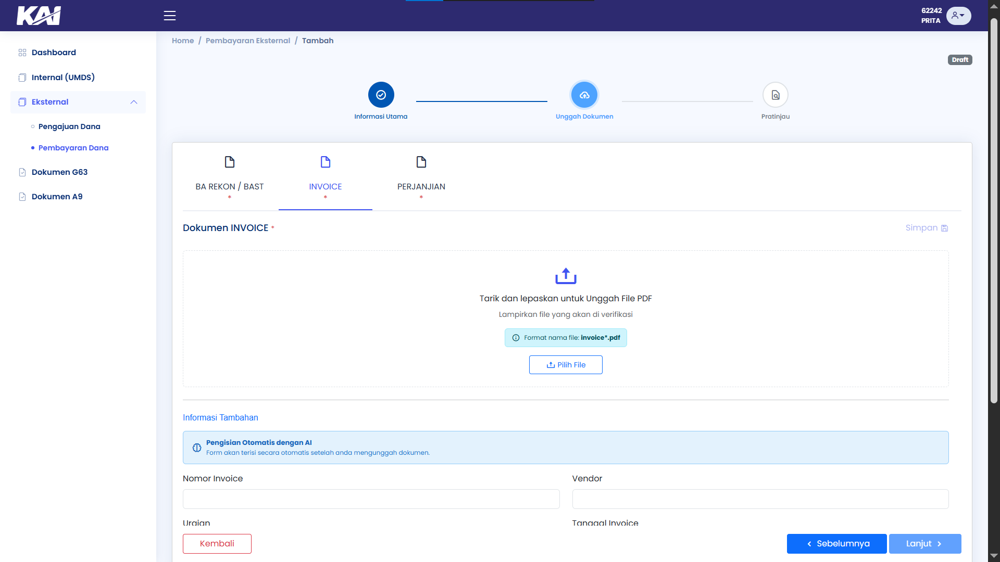 KAI
62242
PRITA
Home / Pembayaran Eksternal / Tambah
Dashboard
Internal (UMDS)
Eksternal
Pengajuan Dana
Pembayaran Dana
Dokumen G63
Dokumen A9
Draft
Informasi Utama
Unggah Dokumen
Pratinjau
BA REKON / BAST
*
INVOICE
*
PERJANJIAN
*
Dokumen INVOICE *
Simpan
Tarik dan lepaskan untuk Unggah File PDF
Lampirkan file yang akan di verifikasi
Format nama file: invoice*.pdf
Pilih File
Informasi Tambahan
Pengisian Otomatis dengan AI
Form akan terisi secara otomatis setelah anda mengunggah dokumen.
Nomor Invoice
Vendor
Uraian
Tanggal Invoice
Kembali
Sebelumnya
Lanjut